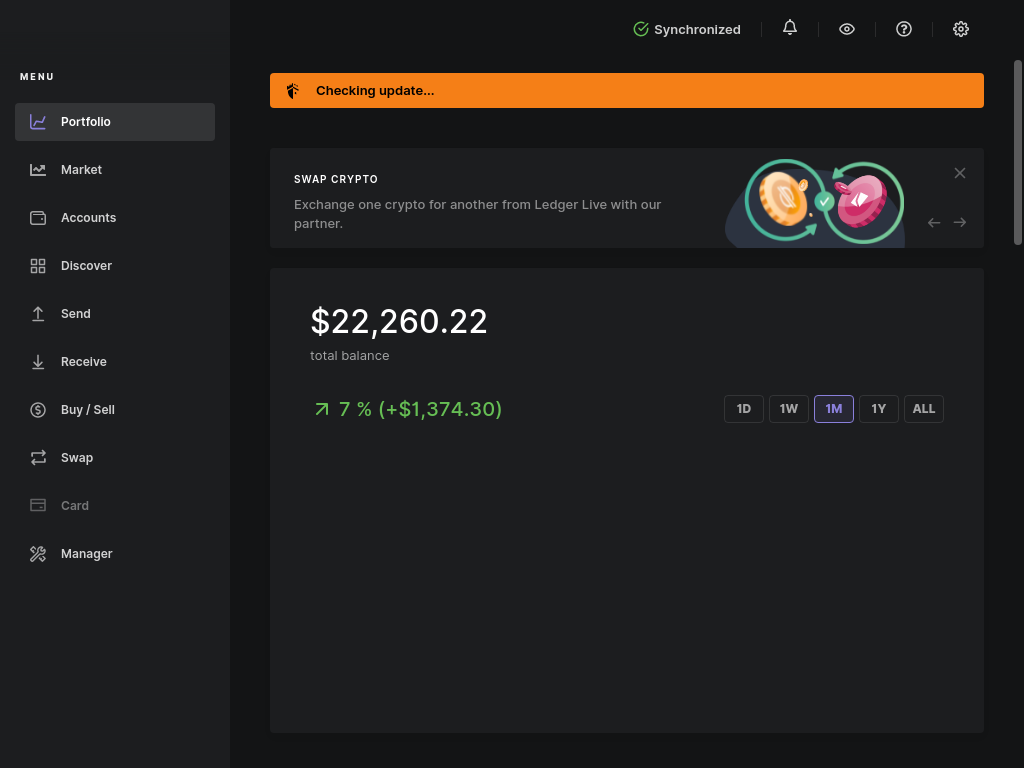 Synchronized
MENU
Portfolio
Market
Accounts
Discover
Send
Receive
Buy / Sell
Swap
Card
Manager
Checking update...
SWAP CRYPTO
Exchange one crypto for another from Ledger Live with our
partner.
$22,260.22
total balance
7 % (+$1,374.30)
1D 1W 1M 1Y ALL